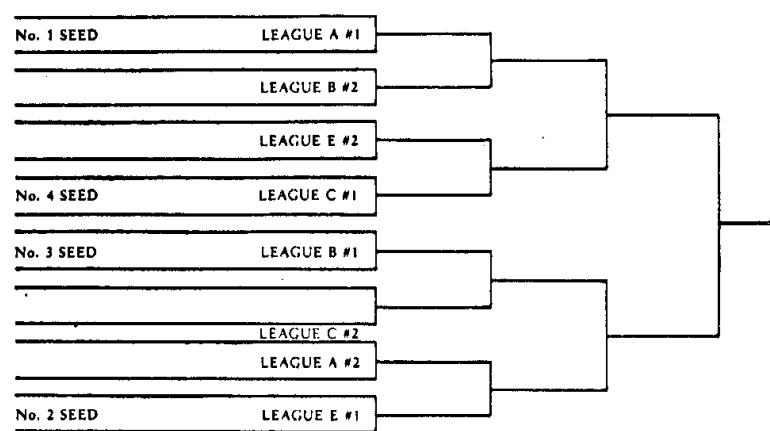 No. 1 SEED LEAGUE A #1
LEAGUE B #2
LEAGUE E #2
No. 4 SEED LEAGUE C #1
No. 3 SEED LEAGUE B #1
LEAGUE C #2
LEAGUE A #2
No. 2 SEED LEAGUE E #1